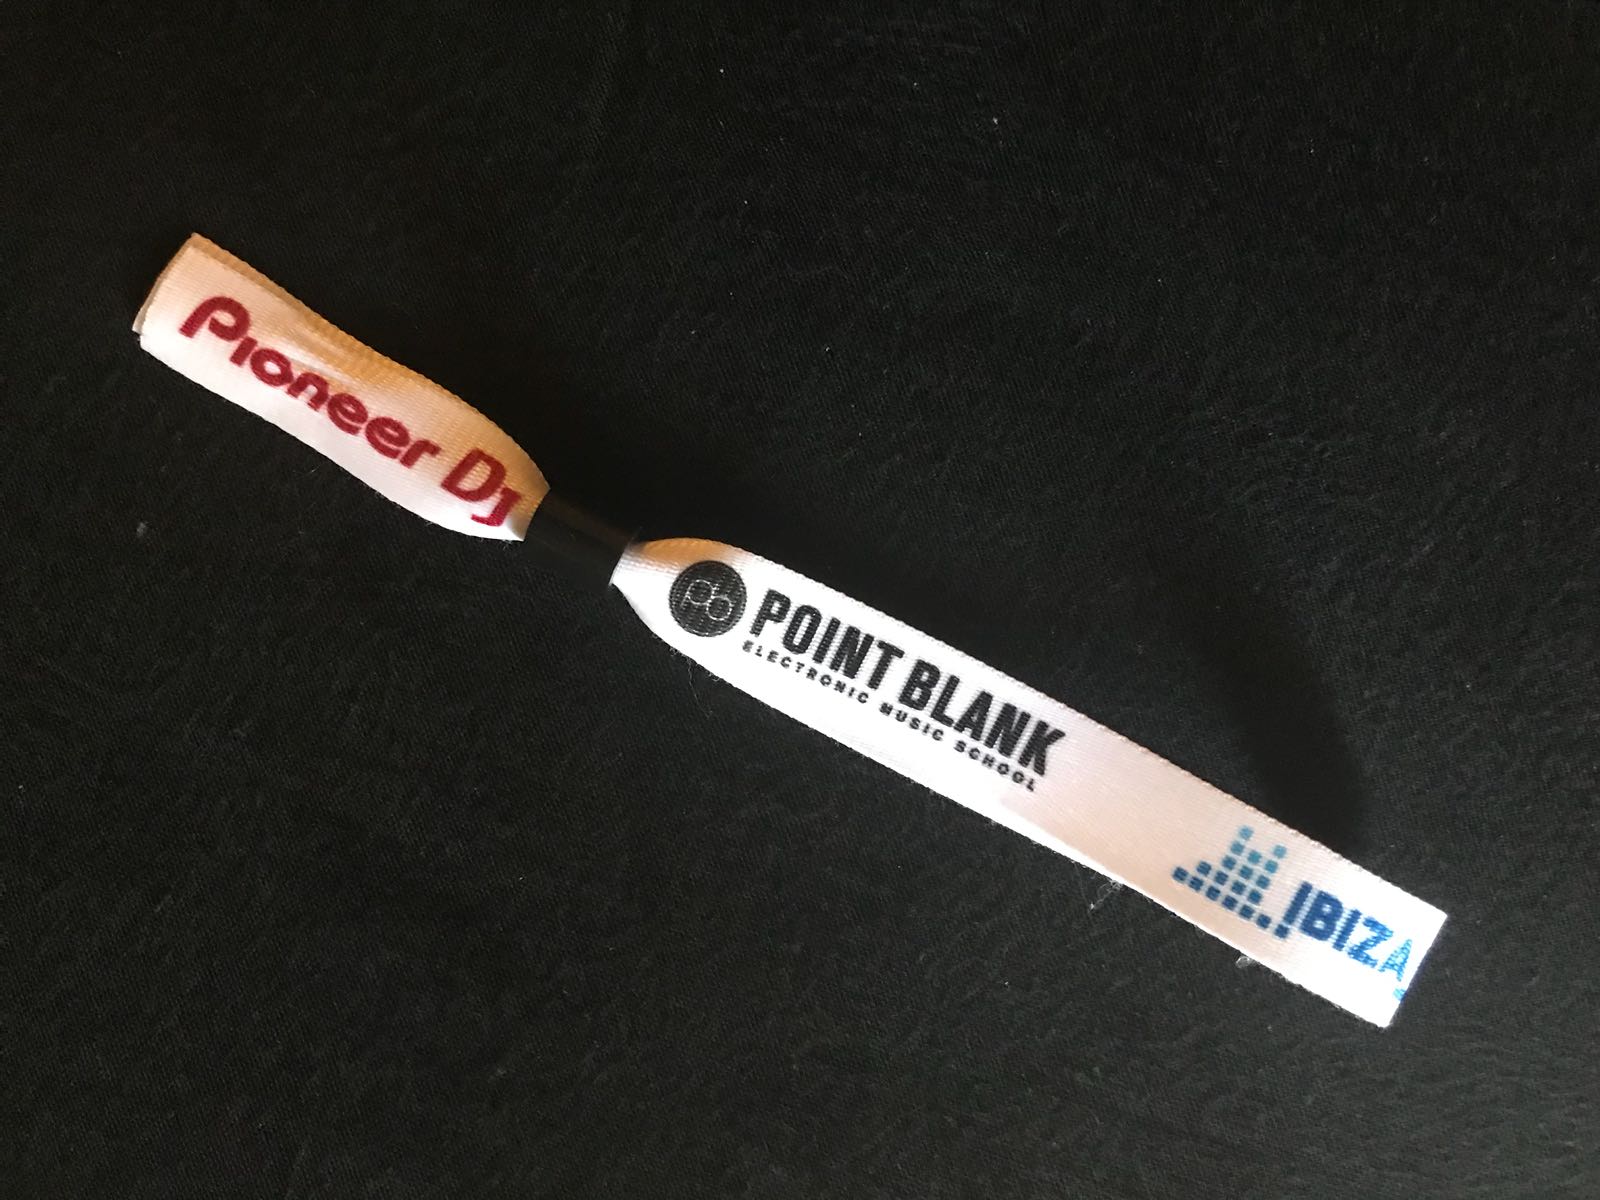 Pioneer Dj
pb POINT BLANK
ELECTRONIC MUSIC SCHOOL
IBIZA